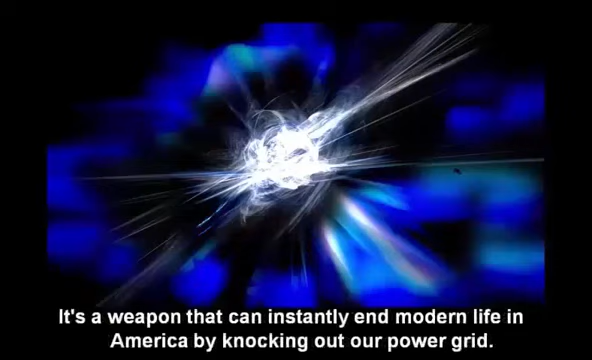 It's a weapon that can instantly end modern life in
America by knocking out our power grid.